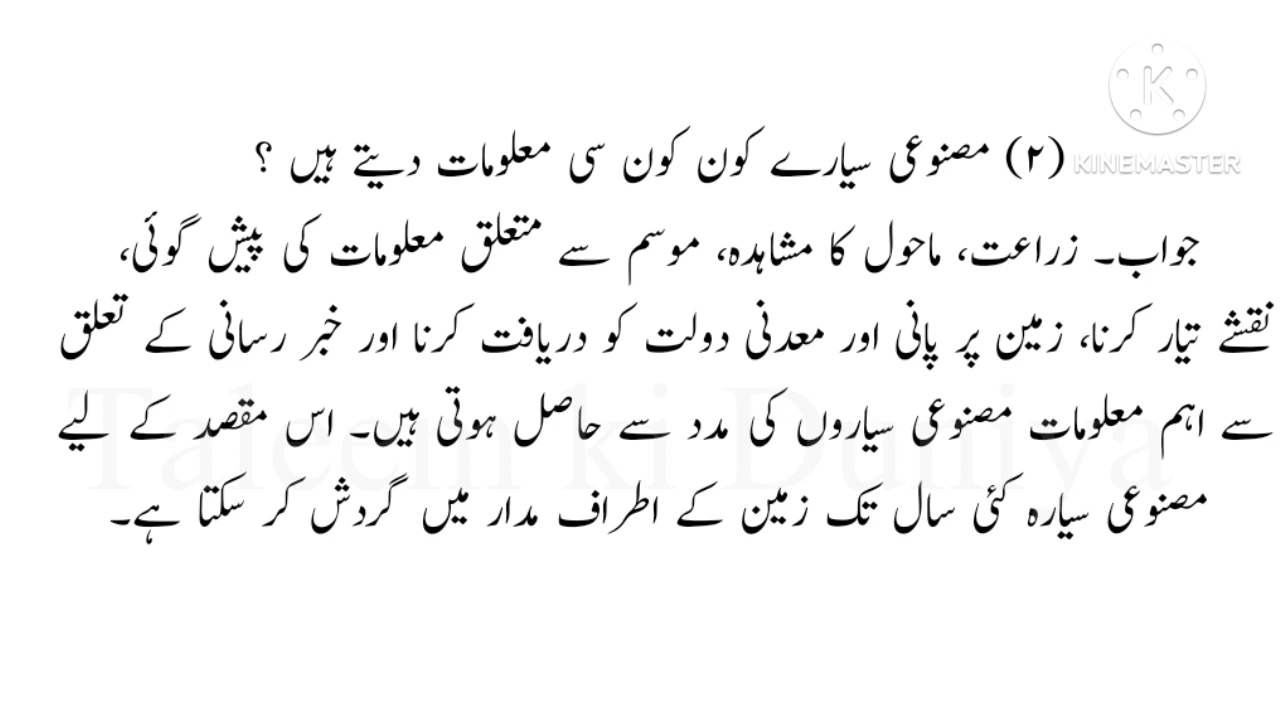 KINEMASTER
(۲) مصنوعی سیارے کون کون سی معلومات دیتے ہیں ؟
جواب۔ زراعت، ماحول کا مشاہدہ، موسم سے متعلق معلومات کی پیش گوئی،
نقشے تیار کرنا، زمین پر پانی اور معدنی دولت کو دریافت کرنا اور خبر رسانی کے تعلق
سے اہم معلومات مصنوعی سیاروں کی مدد سے حاصل ہوتی ہیں۔ اس مقصد کے لیے
مصنوعی سیارہ کئی سال تک زمین کے اطراف مدار میں گردش کر سکتا ہے۔
Taleem ki Duniya